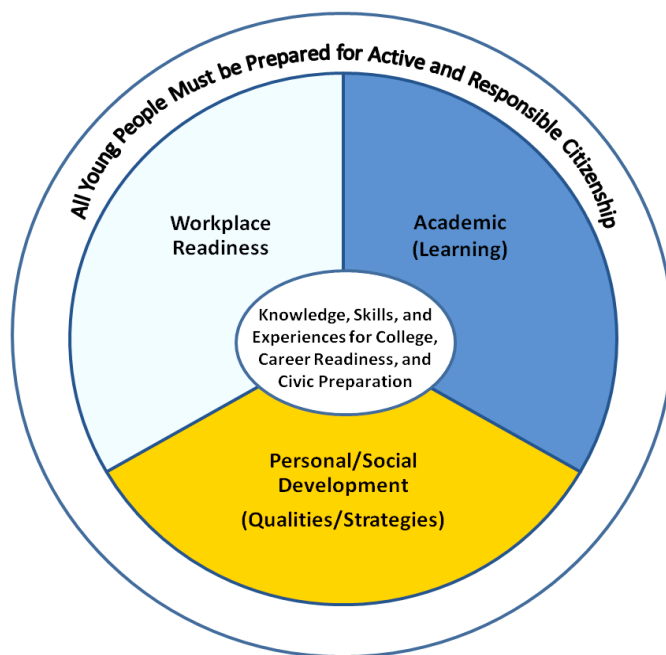 All Young People Must be Prepared for Active and Responsible Citizenship
Workplace
Readiness
Academic
(Learning)
Knowledge, Skills, and
Experiences for College,
Career Readiness, and
Civic Preparation
Personal/Social
Development
(Qualities/Strategies)